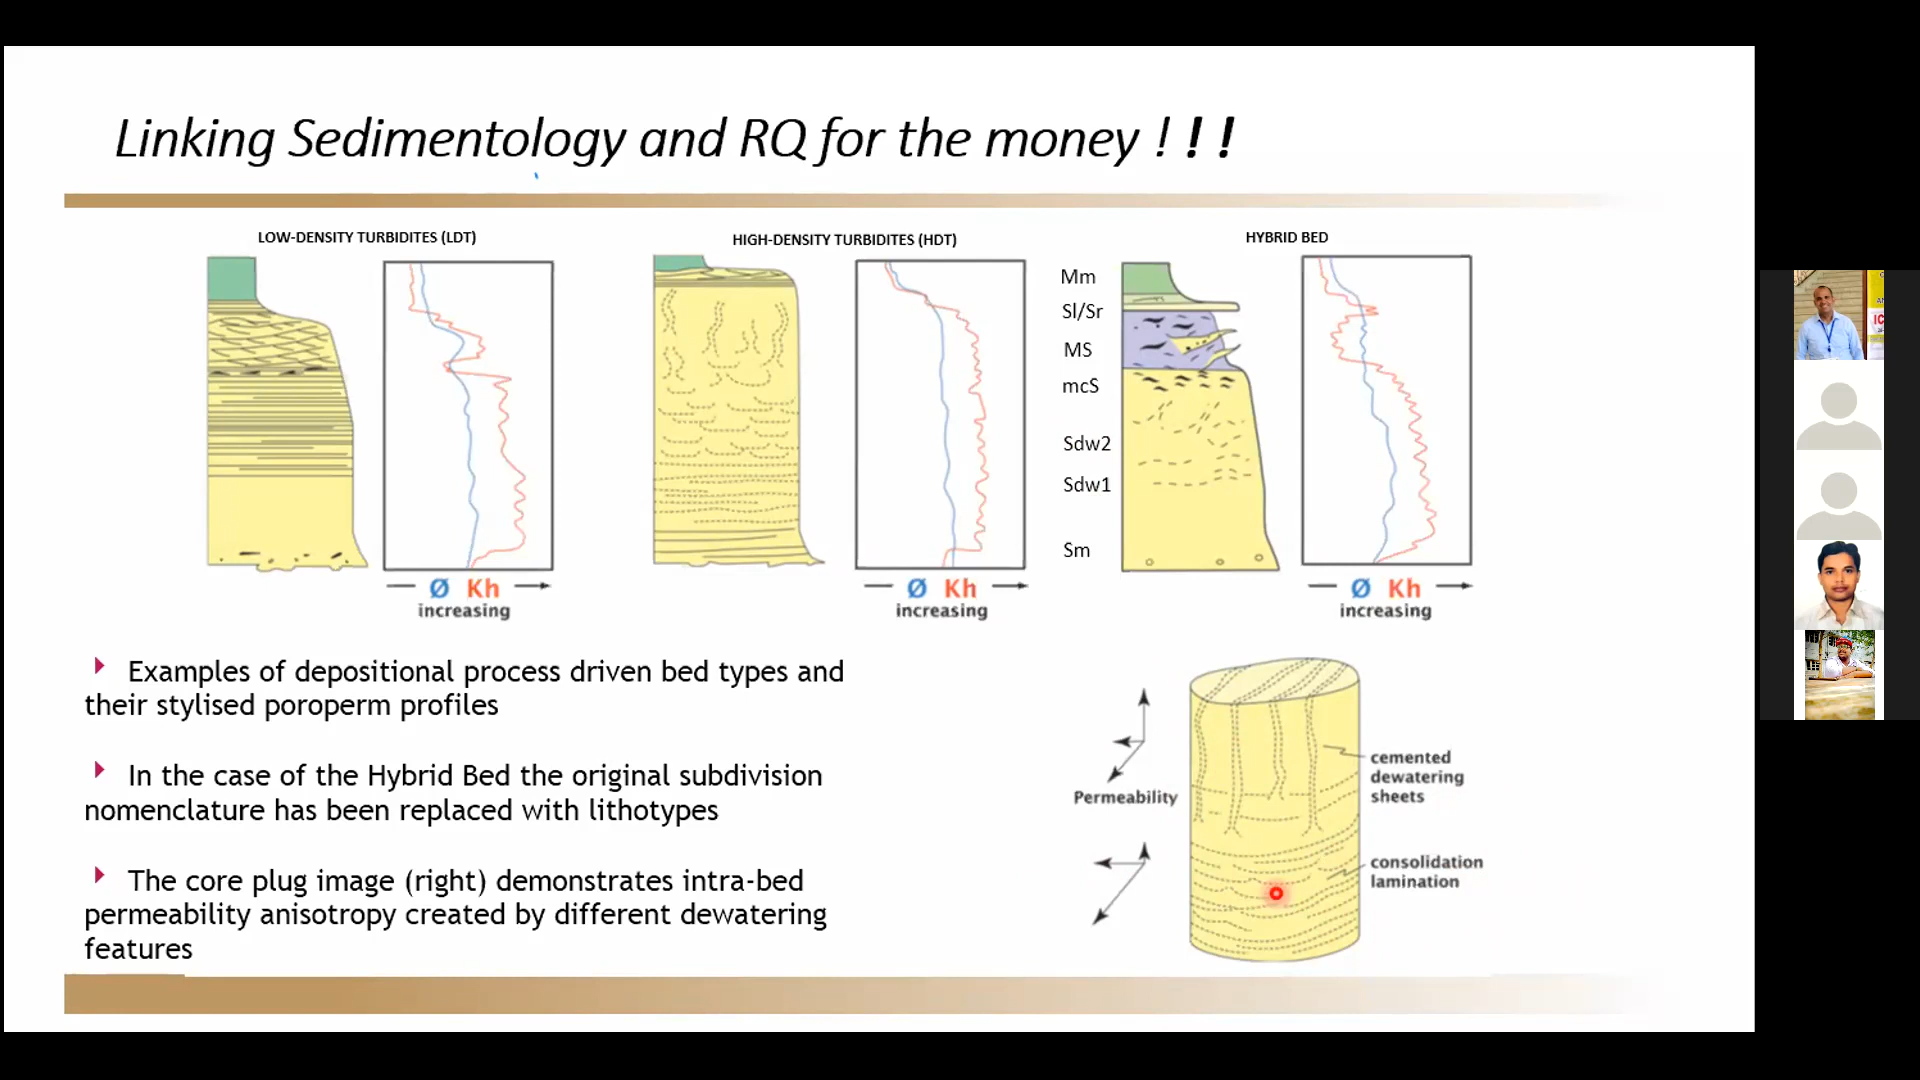 Linking Sedimentology and RQ for the money ! ! !
LOW-DENSITY TURBIDITES (LDT)
HIGH-DENSITY TURBIDITES (HDT)
HYBRID BED
Mm
Sl/Sr
MS
mcS
Sdw2
Sdw1
Sm
Ø Kh
increasing
Ø Kh
increasing
Ø Kh
increasing
Examples of depositional process driven bed types and
their stylised poroperm profiles
In the case of the Hybrid Bed the original subdivision
nomenclature has been replaced with lithotypes
The core plug image (right) demonstrates intra-bed
permeability anisotropy created by different dewatering
features
Permeability
cemented
dewatering
sheets
consolidation
lamination